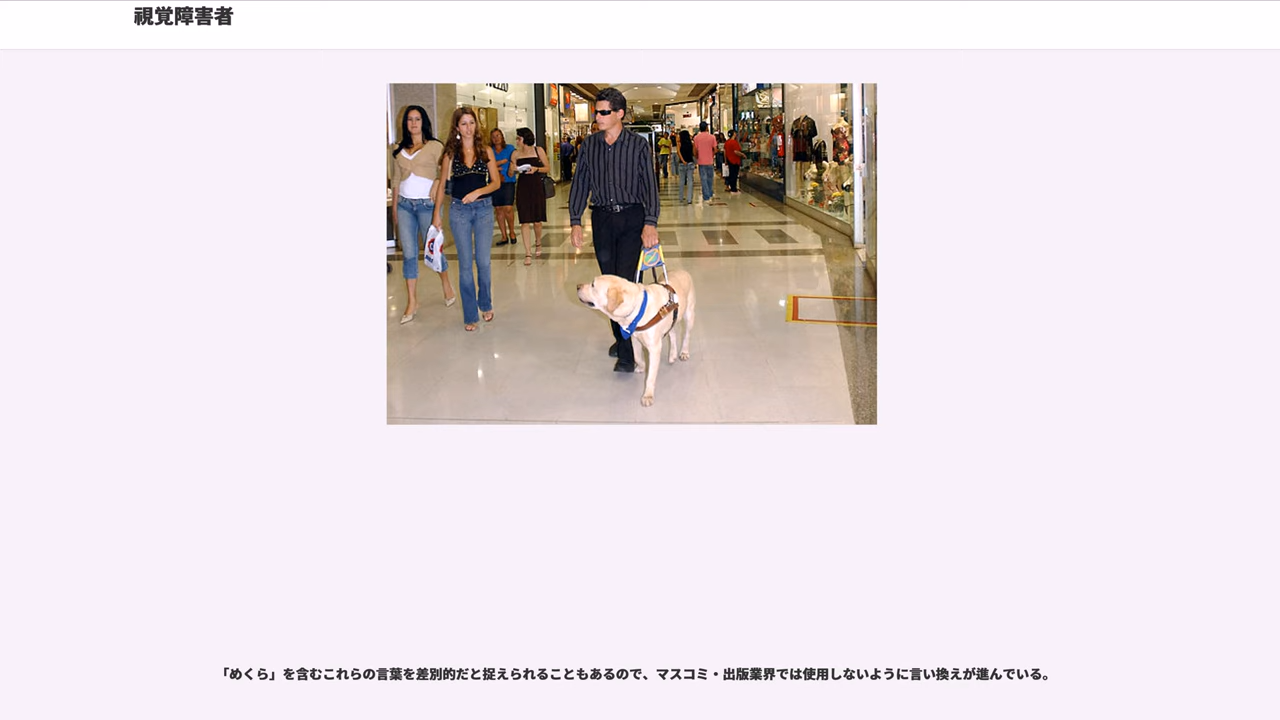 視覚障害者
「めくら」を含むこれらの言葉を差別的だと捉えられることもあるので、マスコミ・出版業界では使用しないように言い換えが進んでいる。